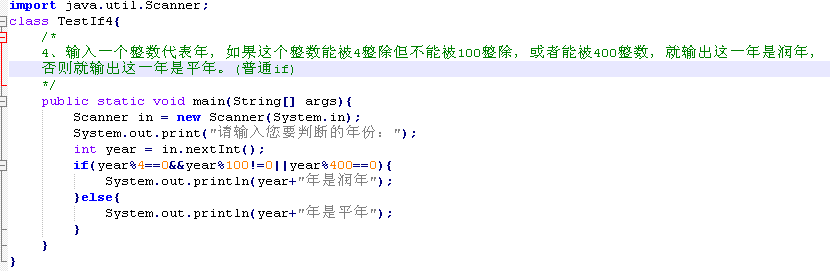 import java.util.Scanner;
class TestIf4{
/*
4、输入一个整数代表年，如果这个整数能被4整除但不能被100整除，或者能被400整数，就输出这一年是润年，
否则就输出这一年是平年。(普通if)
*/
public static void main(String[] args){
Scanner in = new Scanner(System.in);
System.out.print("请输入您要判断的年份：");
int year = in.nextInt();
if(year%4==0&&year%100!=0||year%400==0){
System.out.println(year+"年是润年");
}else{
System.out.println(year+"年是平年");
}
}
}